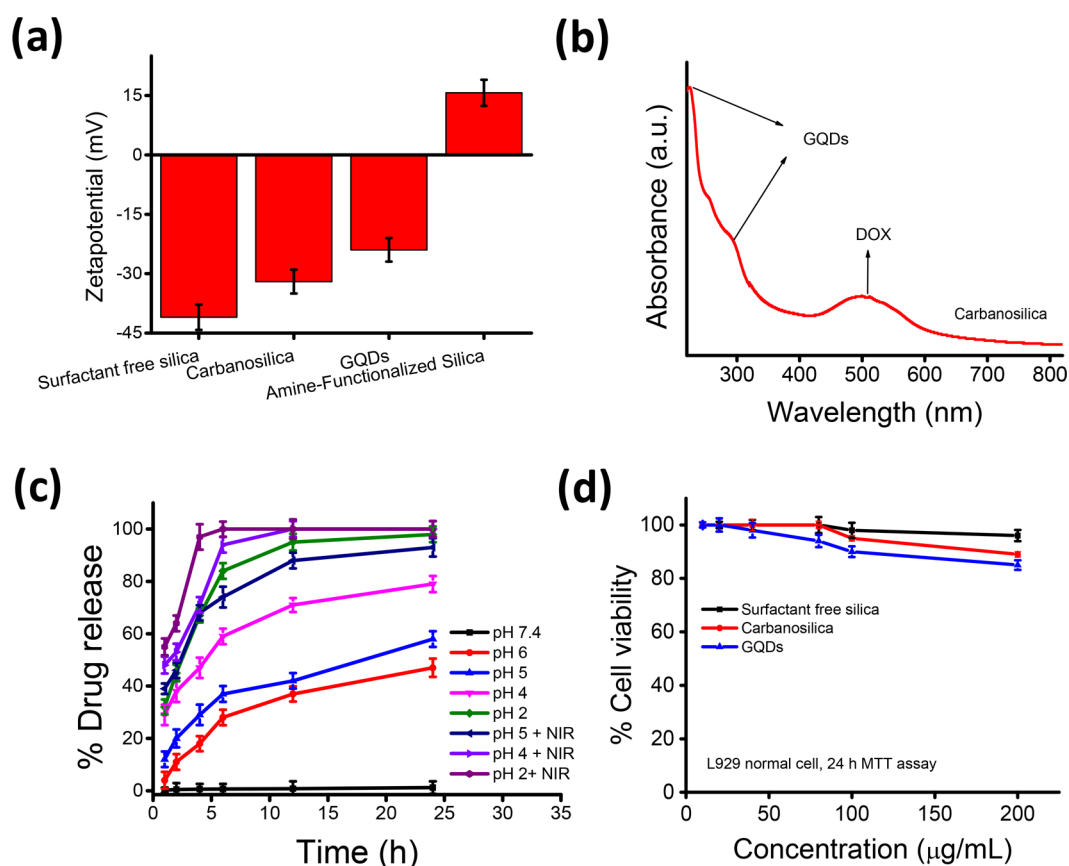 (a)
Zetapotential (mV)
15
0
-15
-30
-45
Surfactant free silica
Carbanosilica
GQDs
Amine-Functionalized Silica
(b)
Absorbance (a.u.)
GQDs
DOX
Carbanosilica
300 400 500 600 700 800
Wavelength (nm)
(c)
% Drug release
100
80
60
40
20
0
pH 7.4
pH 6
pH 5
pH 4
pH 2
pH 5 + NIR
pH 4 + NIR
pH 2+ NIR
0 5 10 15 20 25 30 35
Time (h)
(d)
% Cell viability
100
80
60
40
20
0
Surfactant free silica
Carbanosilica
GQDs
L929 normal cell, 24 h MTT assay
0 50 100 150 200
Concentration (μg/mL)